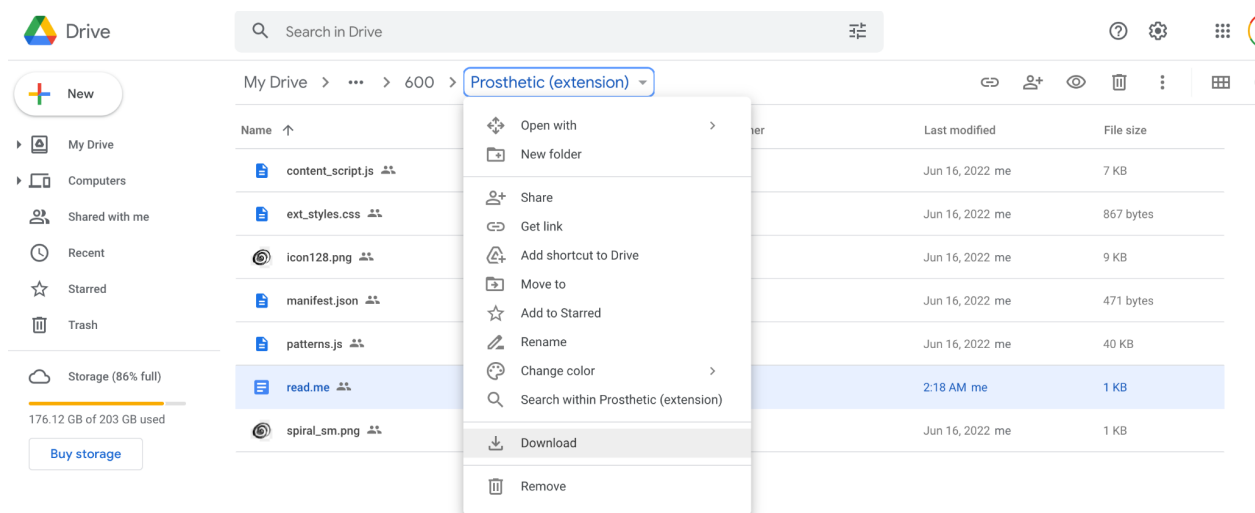 Drive
Search in Drive
New
My Drive
Computers
Shared with me
Recent
Starred
Trash
Storage (86% full)
176.12 GB of 203 GB used
Buy storage
My Drive > ••• > 600 > Prosthetic (extension)
Name Last modified File size
content_script.js Jun 16, 2022 me 7 KB
ext_styles.css Jun 16, 2022 me 867 bytes
icon128.png Jun 16, 2022 me 9 KB
manifest.json Jun 16, 2022 me 471 bytes
patterns.js Jun 16, 2022 me 40 KB
read.me 2:18 AM me 1 KB
spiral_sm.png Jun 16, 2022 me 1 KB
Open with
New folder
Share
Get link
Add shortcut to Drive
Move to
Add to Starred
Rename
Change color
Search within Prosthetic (extension)
Download
Remove